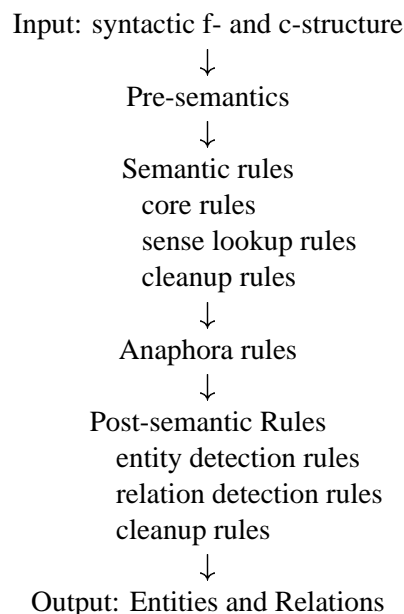 Input: syntactic f- and c-structure
↓
Pre-semantics
↓
Semantic rules
core rules
sense lookup rules
cleanup rules
↓
Anaphora rules
↓
Post-semantic Rules
entity detection rules
relation detection rules
cleanup rules
↓
Output: Entities and Relations